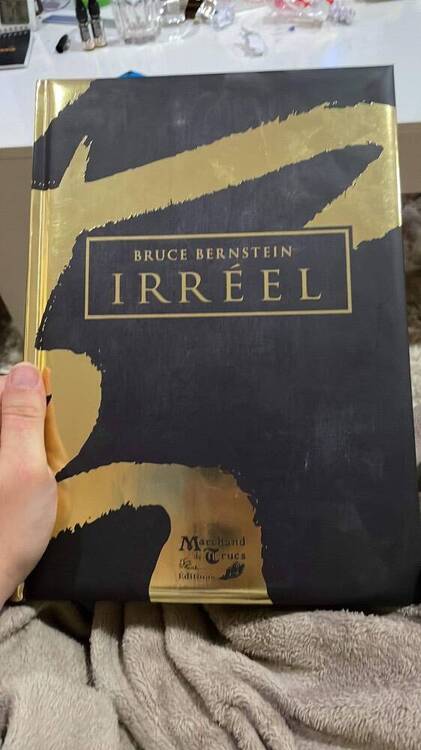 BRUCE BERNSTEIN
IRRÉEL
Marchand
de Trucs
Éditions